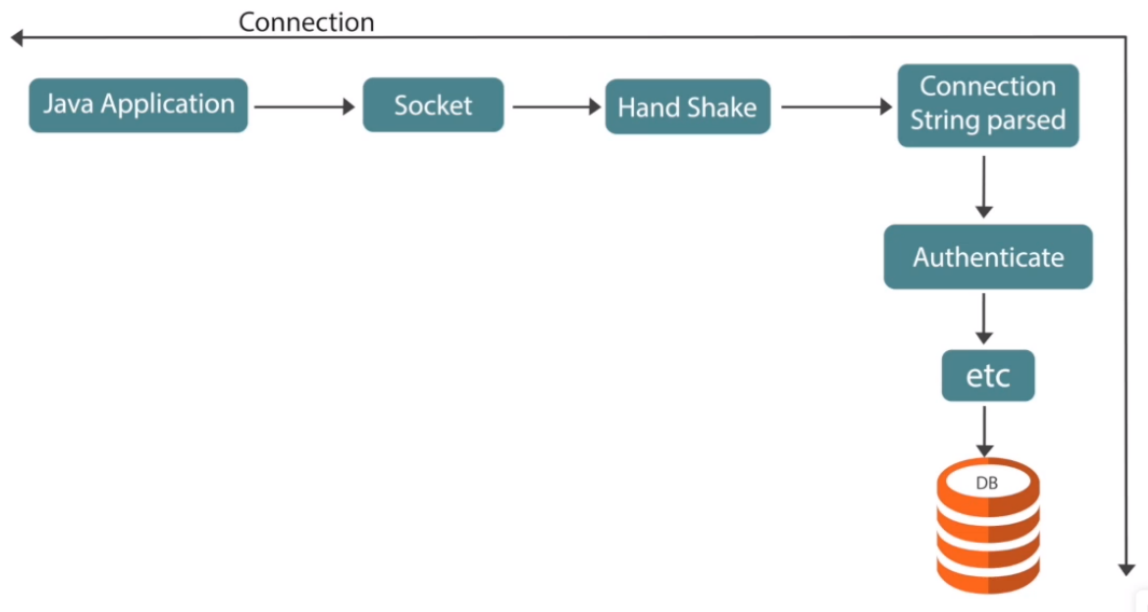 Connection
Java Application
Socket
Hand Shake
Connection
String parsed
Authenticate
etc
DB